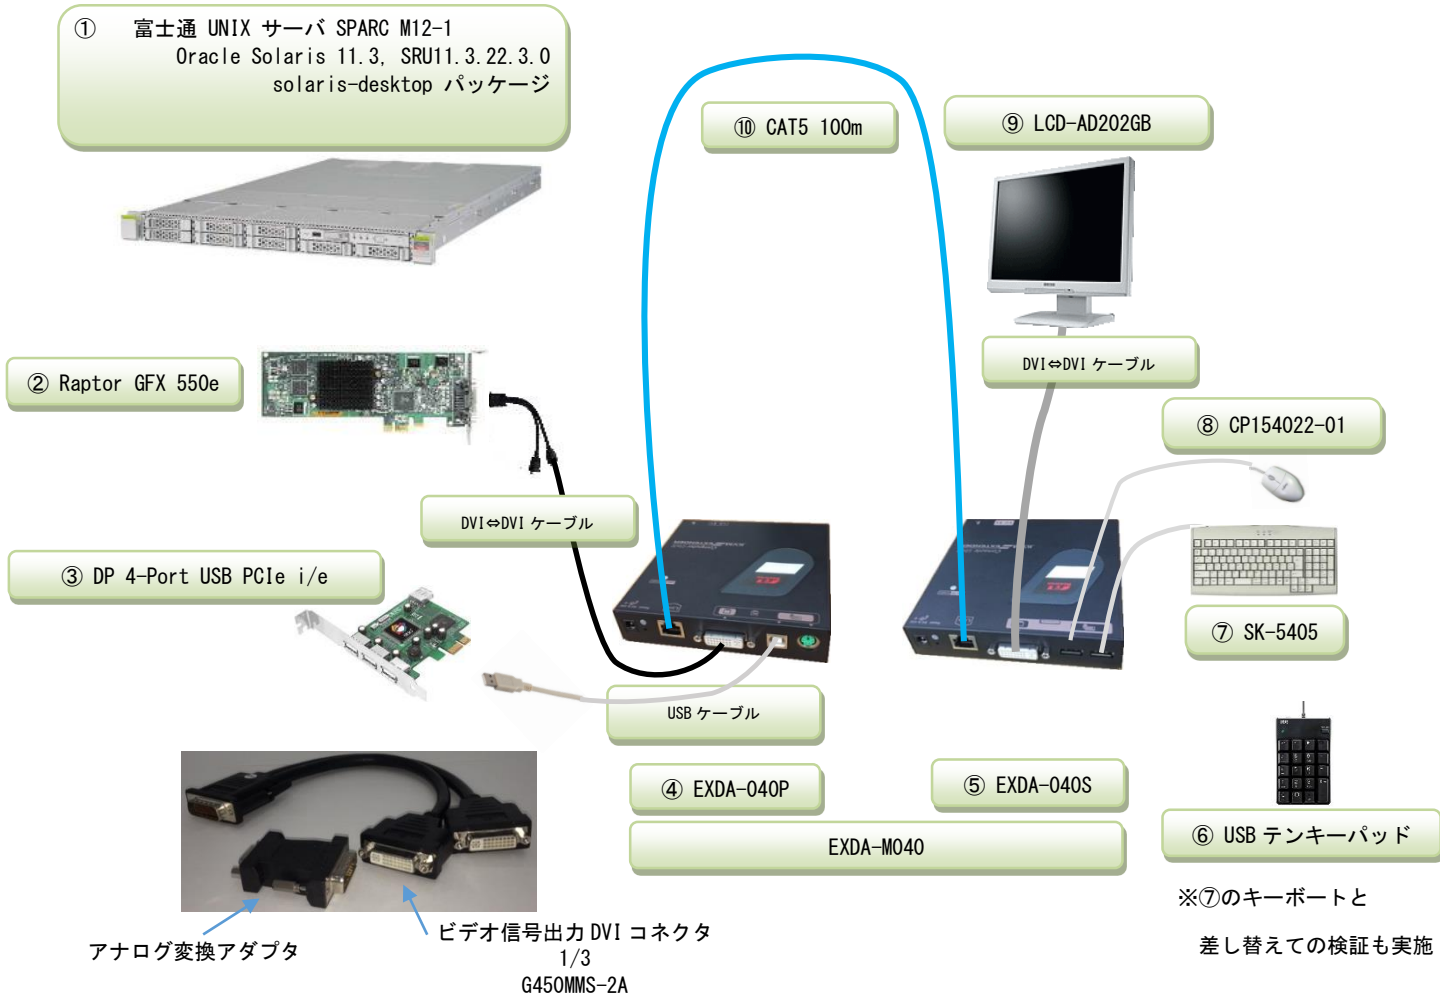 ① 富士通 UNIX サーバ SPARC M12-1
Oracle Solaris 11.3, SRU11.3.22.3.0
solaris-desktop パッケージ
⑩ CAT5 100m
⑨ LCD-AD202GB
DVI⇔DVI ケーブル
② Raptor GFX 550e
⑧ CP154022-01
DVI⇔DVI ケーブル
③ DP 4-Port USB PCIe i/e
⑦ SK-5405
USB ケーブル
④ EXDA-040P
⑤ EXDA-040S
EXDA-M040
⑥ USB テンキーパッド
※⑦のキーボートと
差し替えての検証も実施
アナログ変換アダプタ
ビデオ信号出力 DVI コネクタ
1/3
G450MMS-2A